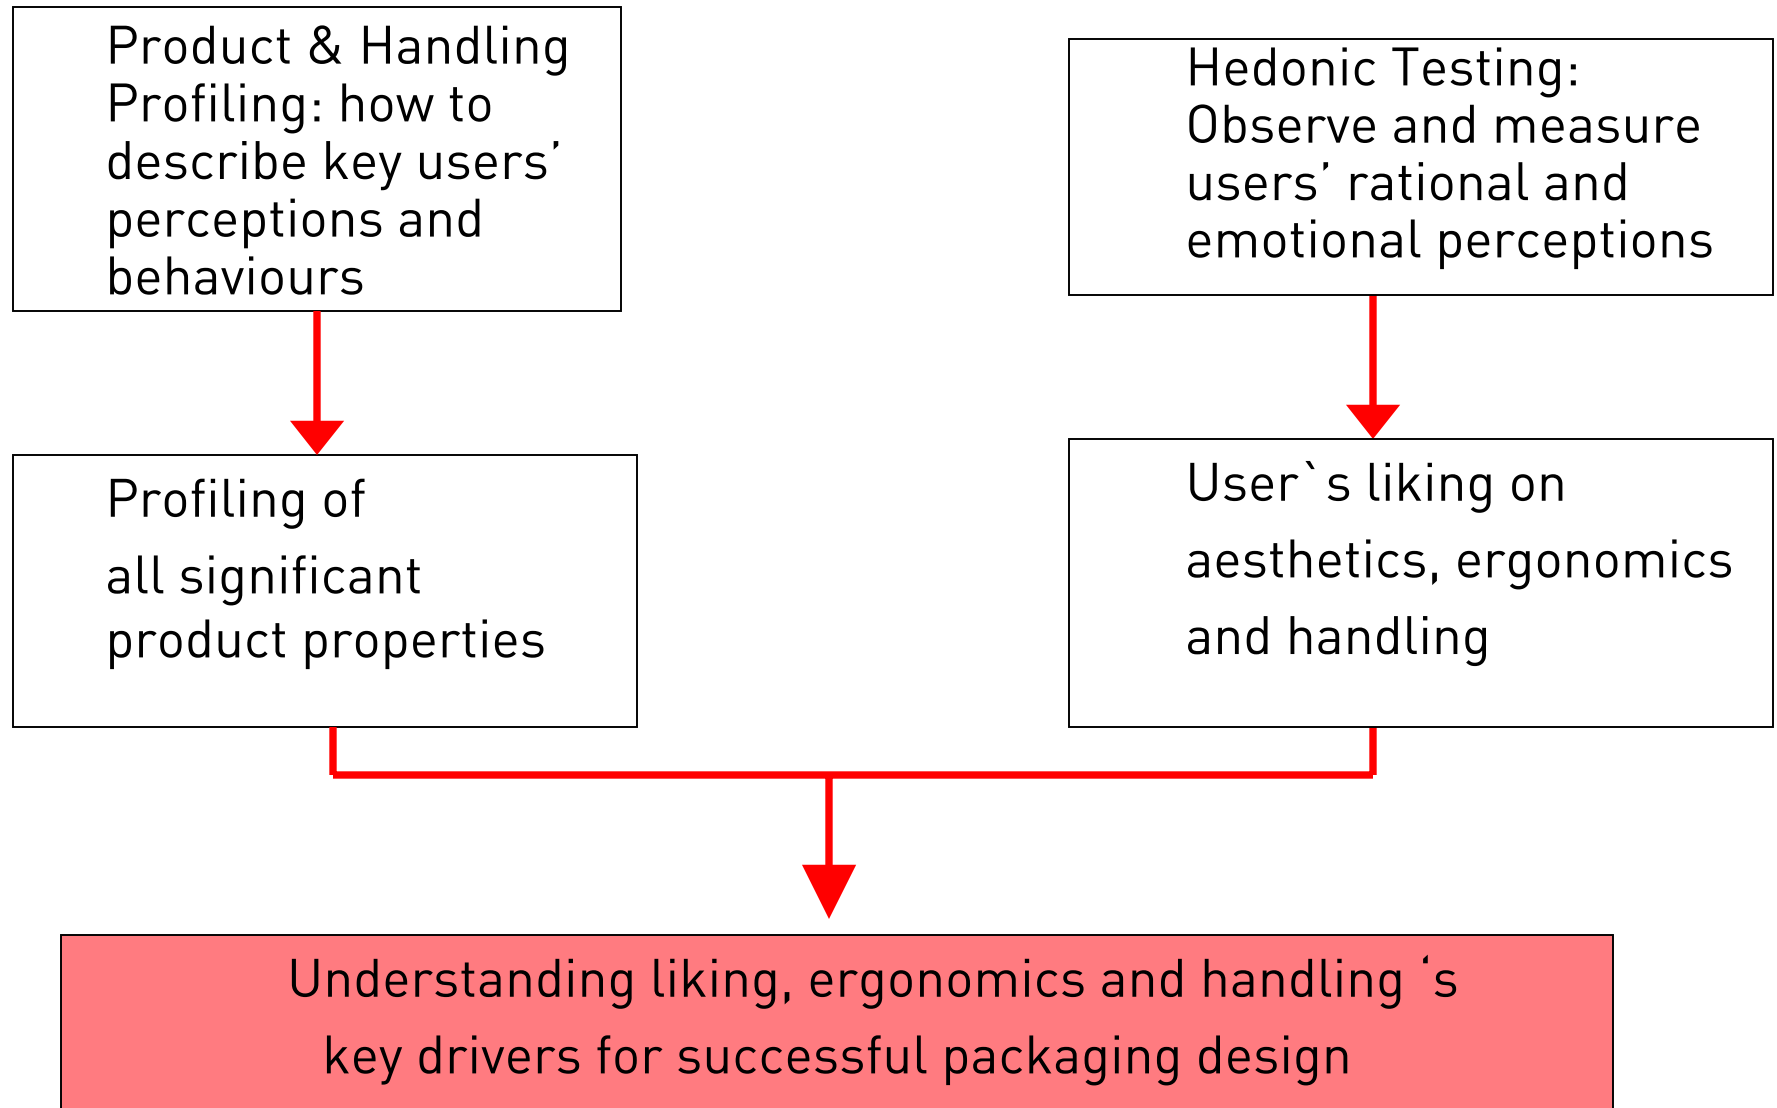 Product & Handling
Profiling: how to
describe key users’
perceptions and
behaviours
Hedonic Testing:
Observe and measure
users’ rational and
emotional perceptions
Profiling of
all significant
product properties
User`s liking on
aesthetics, ergonomics
and handling
Understanding liking, ergonomics and handling ‘s
key drivers for successful packaging design